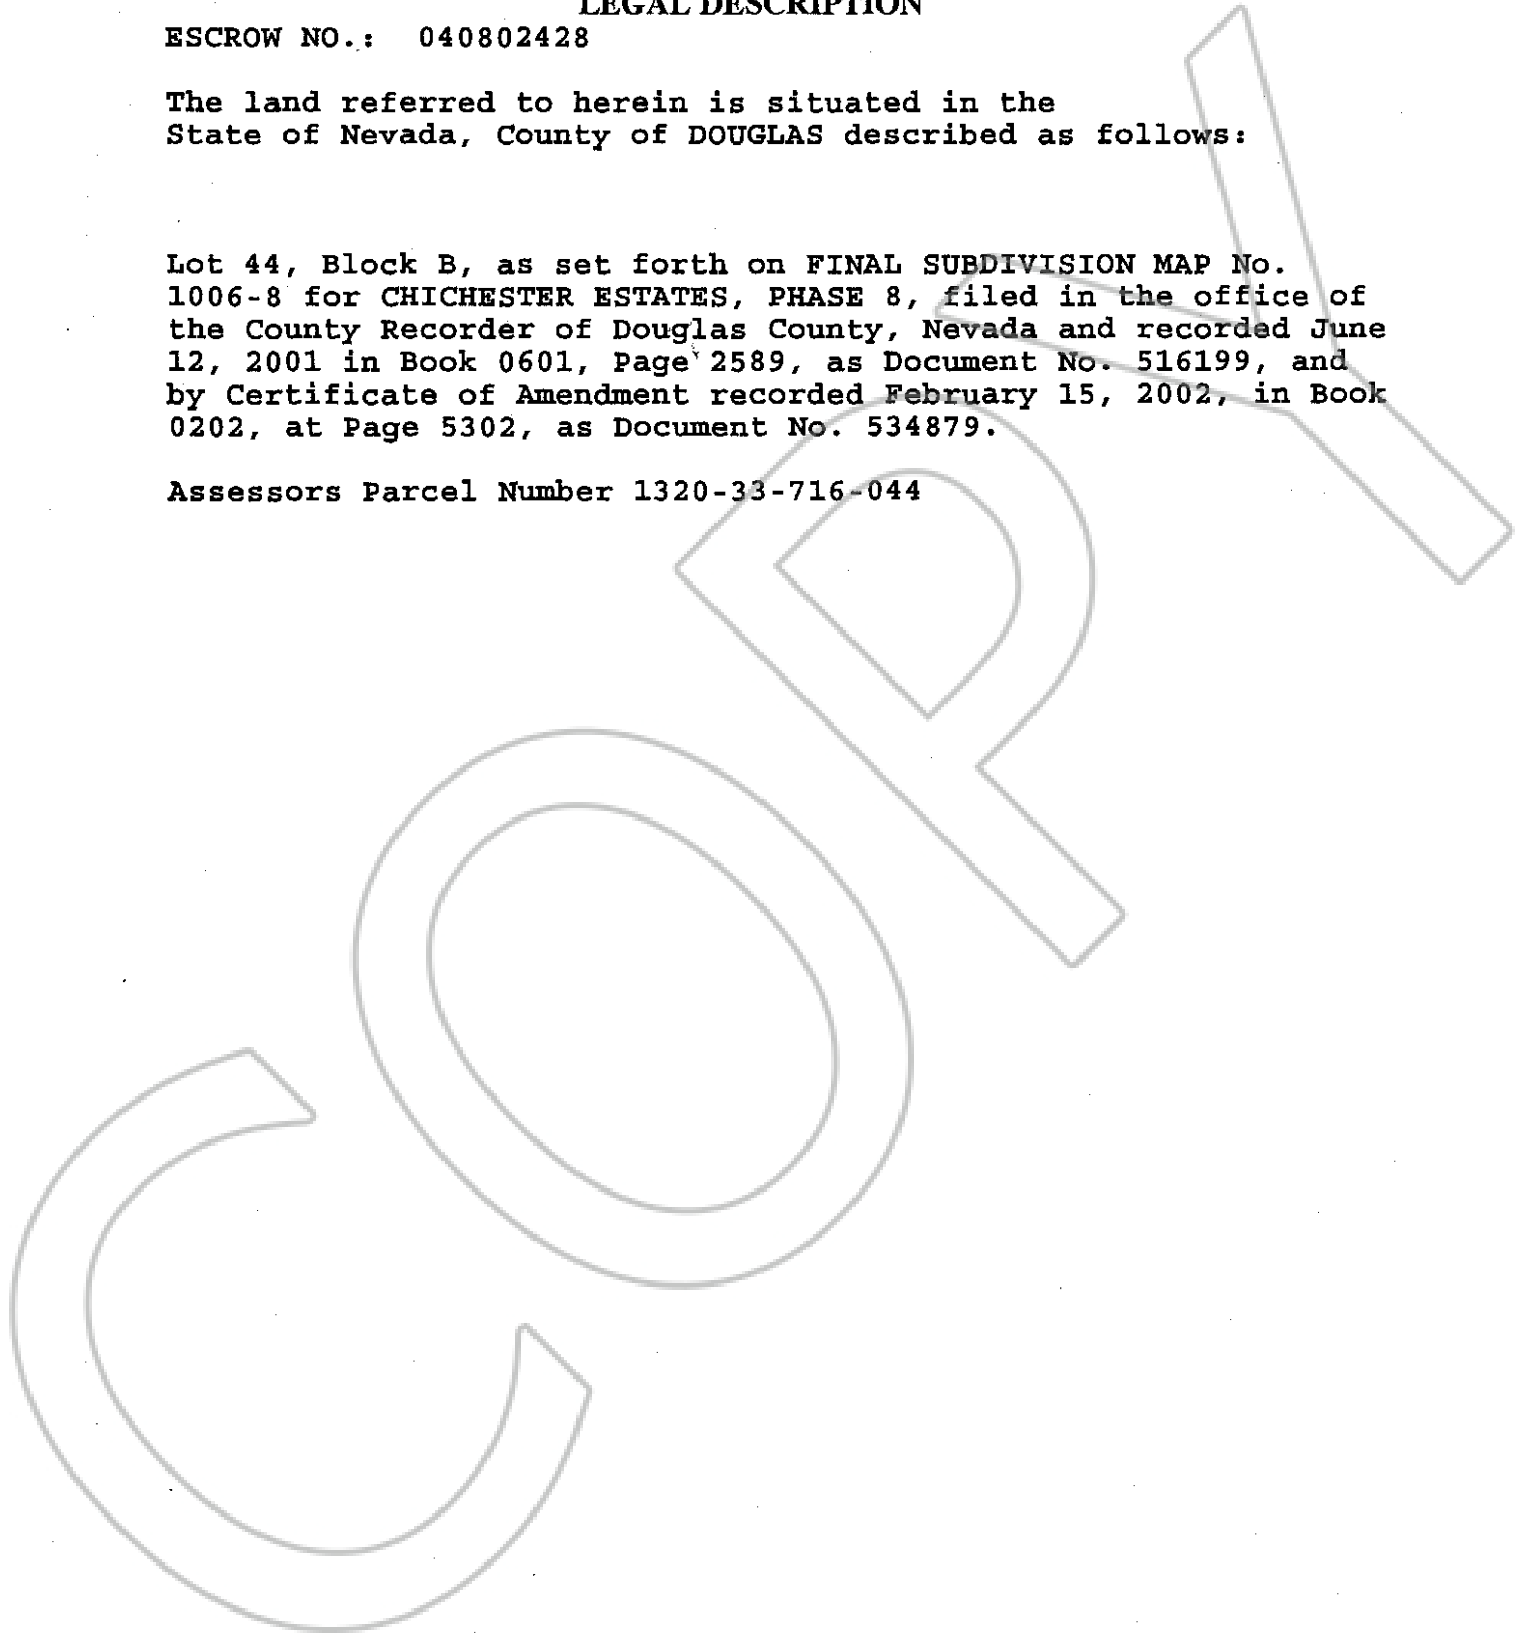 LEGAL DESCRIPTION
ESCROW NO.: 040802428
The land referred to herein is situated in the
State of Nevada, County of DOUGLAS described as follows:
Lot 44, Block B, as set forth on FINAL SUBDIVISION MAP No.
1006-8 for CHICHESTER ESTATES, PHASE 8, filed in the office of
the County Recorder of Douglas County, Nevada and recorded June
12, 2001 in Book 0601, Page 2589, as Document No. 516199, and
by Certificate of Amendment recorded February 15, 2002, in Book
0202, at Page 5302, as Document No. 534879.
Assessors Parcel Number 1320-33-716-044
COPY